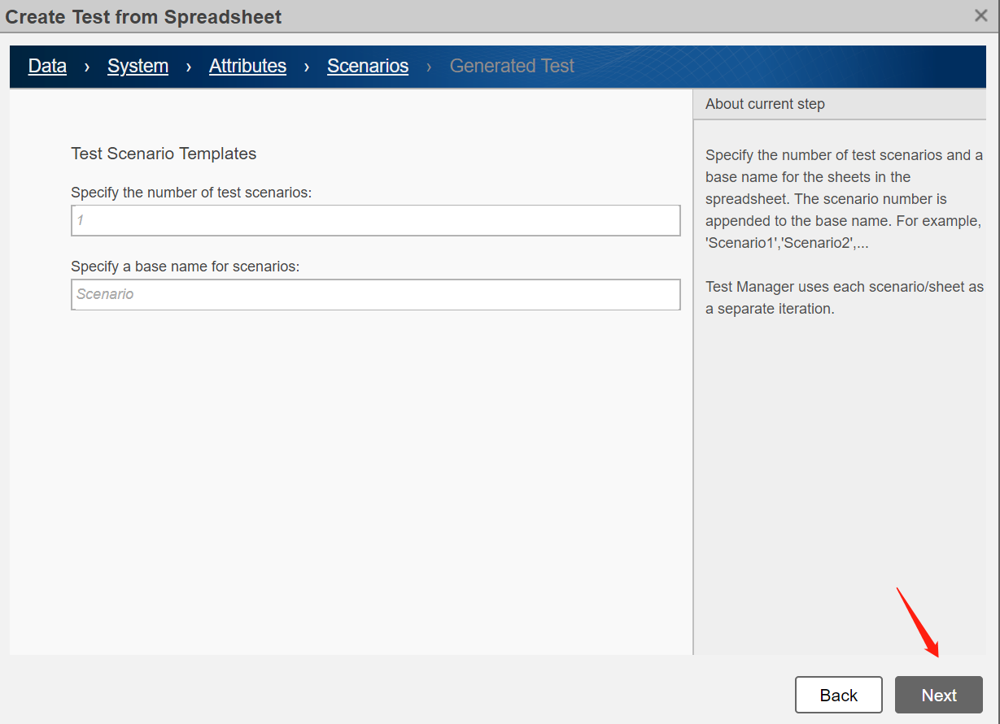 Create Test from Spreadsheet
Data › System › Attributes › Scenarios › Generated Test
Test Scenario Templates
Specify the number of test scenarios:
1
Specify a base name for scenarios:
Scenario
About current step
Specify the number of test scenarios and a
base name for the sheets in the
spreadsheet. The scenario number is
appended to the base name. For example,
'Scenario1','Scenario2',...
Test Manager uses each scenario/sheet as
a separate iteration.
Back
Next